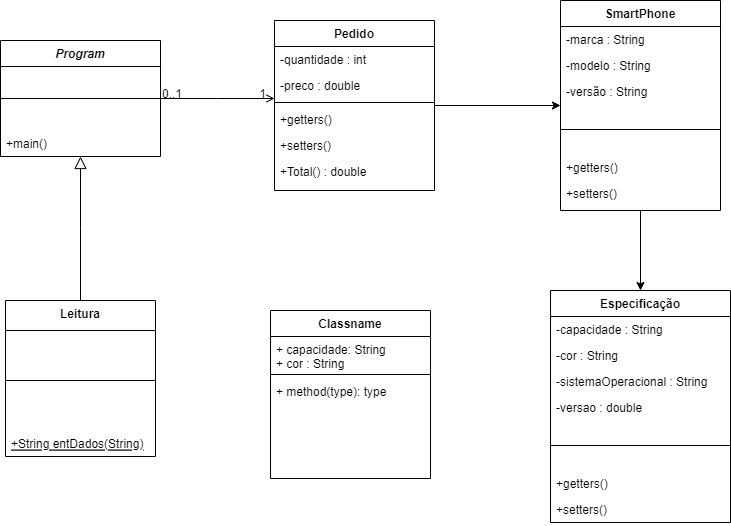 Program
+main()
0..1
1
Pedido
-quantidade : int
-preco : double
+getters()
+setters()
+Total() : double
SmartPhone
-marca : String
-modelo : String
-versão : String
+getters()
+setters()
Leitura
+String entDados(String)
Classname
+ capacidade: String
+ cor : String
+ method(type): type
Especificação
-capacidade : String
-cor : String
-sistemaOperacional : String
-versao : double
+getters()
+setters()